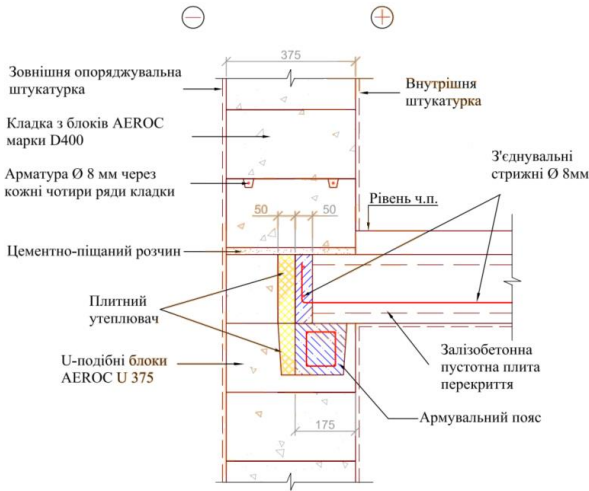 375
Зовнішня опоряджувальна
штукатурка
Внутрішня
штукатурка
Кладка з блоків AEROC
марки D400
З'єднувальні
стрижні Ø 8мм
Арматура Ø 8 мм через
кожні чотири ряди кладки
Рівень ч.п.
50
50
Цементно-піщаний розчин
Плитний
утеплювач
U-подібні блоки
AEROC U 375
Залізобетонна
пустотна плита
перекриття
Армувальний пояс
175